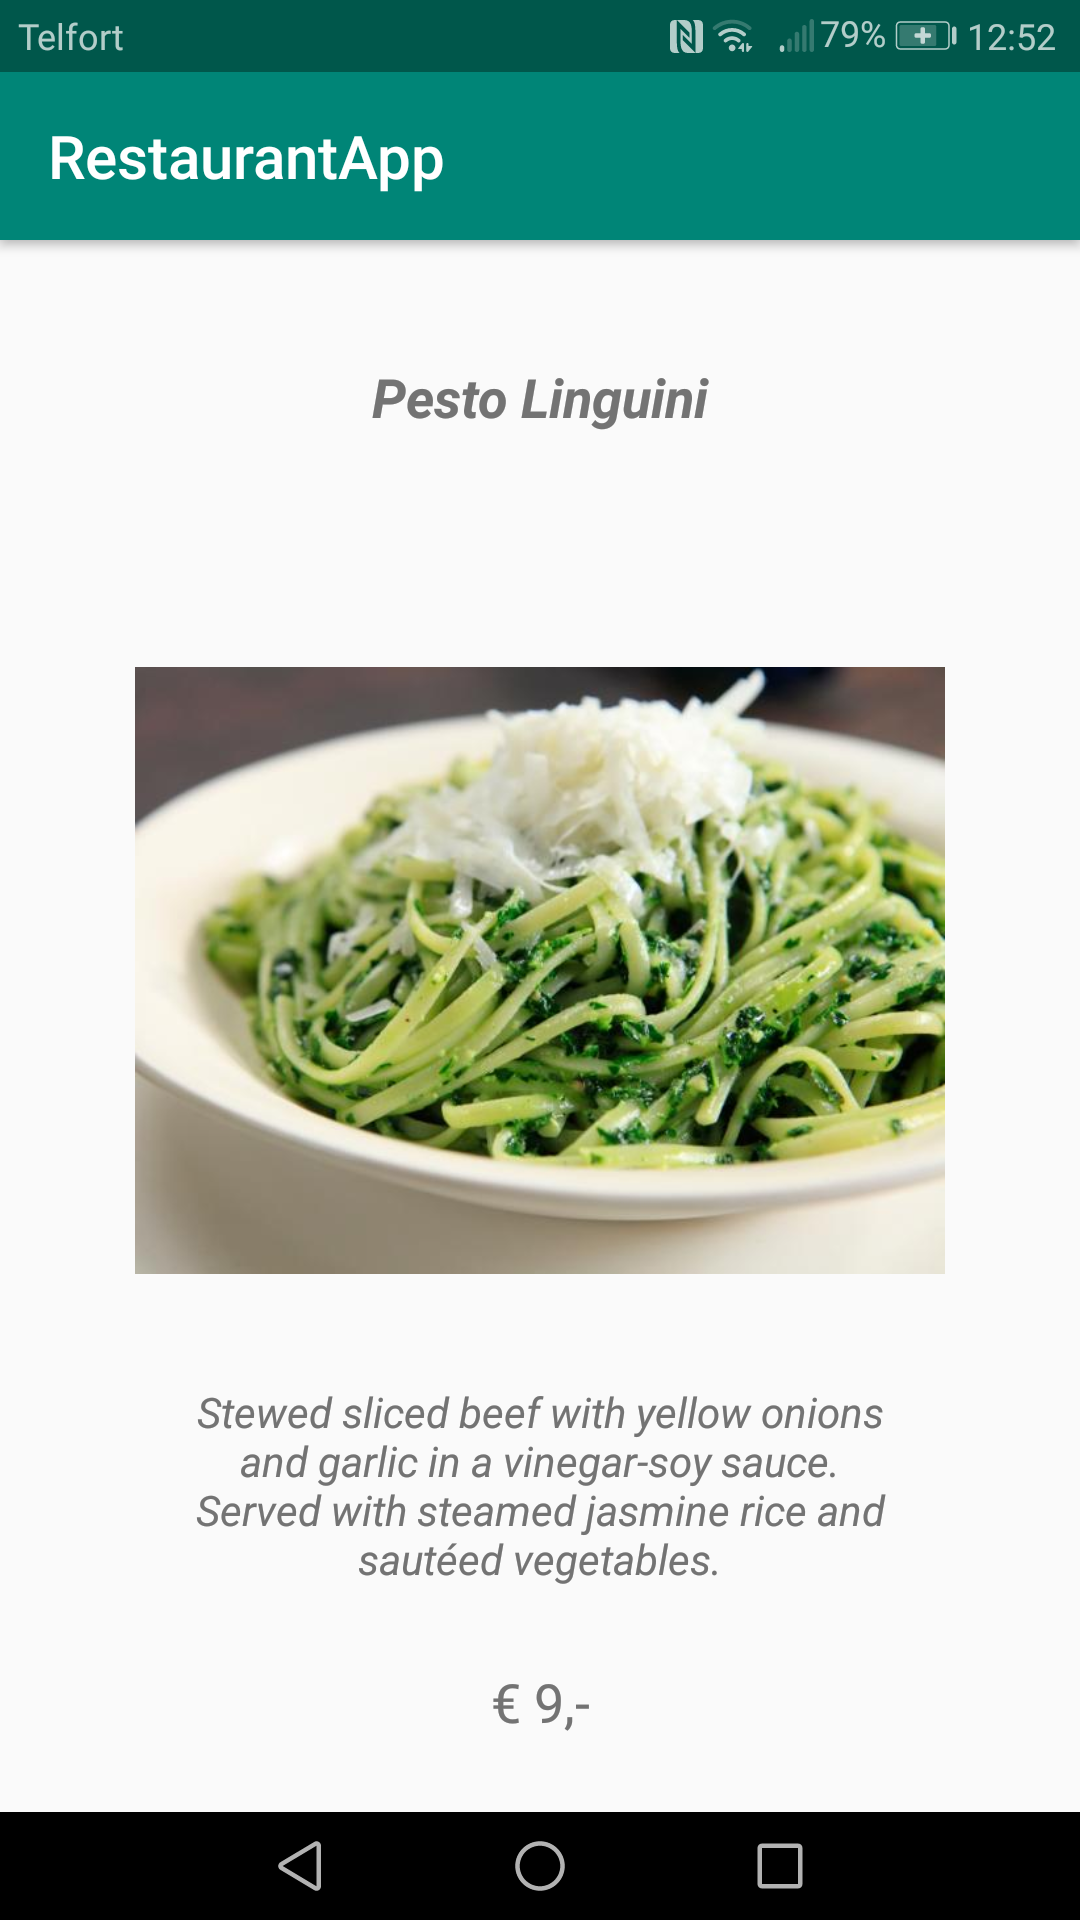 Telfort 79% 12:52
RestaurantApp
Pesto Linguini
Stewed sliced beef with yellow onions
and garlic in a vinegar-soy sauce.
Served with steamed jasmine rice and
sautéed vegetables.
€ 9,-